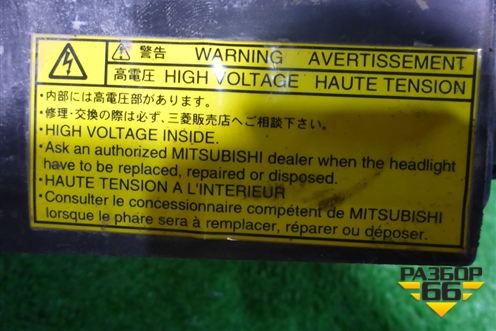 警告 WARNING AVERTISSEMENT
高電圧 HIGH VOLTAGE HAUTE TENSION
・内部には高電圧部があります。
・修理・交換の際は必ず、三菱販売店へご相談下さい。
・HIGH VOLTAGE INSIDE.
・Ask an authorized MITSUBISHI dealer when the headlight
have to be replaced, repaired or disposed.
・HAUTE TENSION A L'INTERIEUR
・Consulter le concessionnaire compétent de MITSUBISHI
lorsque le phare sera à remplacer, réparer ou déposer.
РАЗБОР
66